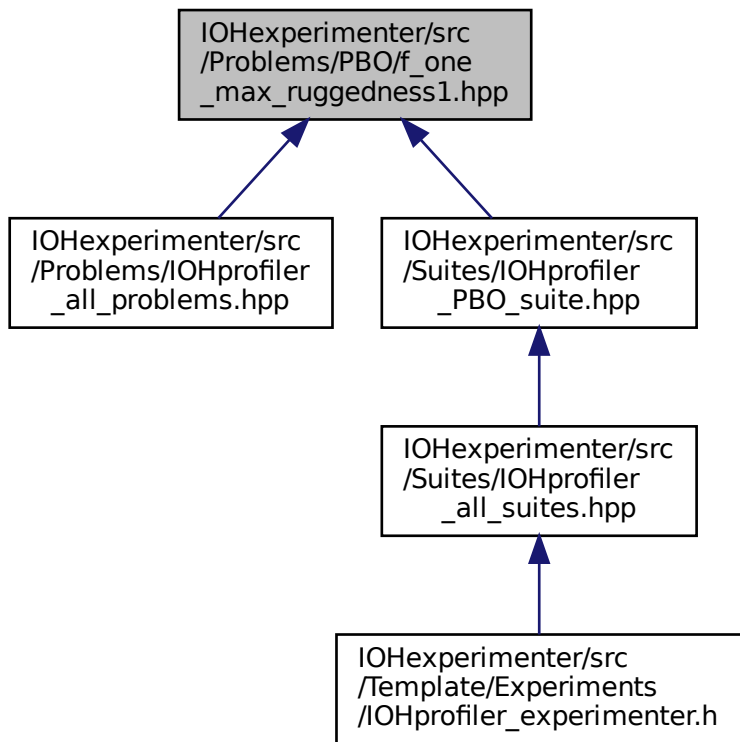 IOHexperimenter/src
/Problems/PBO/f_one
_max_ruggedness1.hpp
IOHexperimenter/src
/Problems/IOHprofiler
_all_problems.hpp
IOHexperimenter/src
/Suites/IOHprofiler
_PBO_suite.hpp
IOHexperimenter/src
/Suites/IOHprofiler
_all_suites.hpp
IOHexperimenter/src
/Template/Experiments
/IOHprofiler_experimenter.h